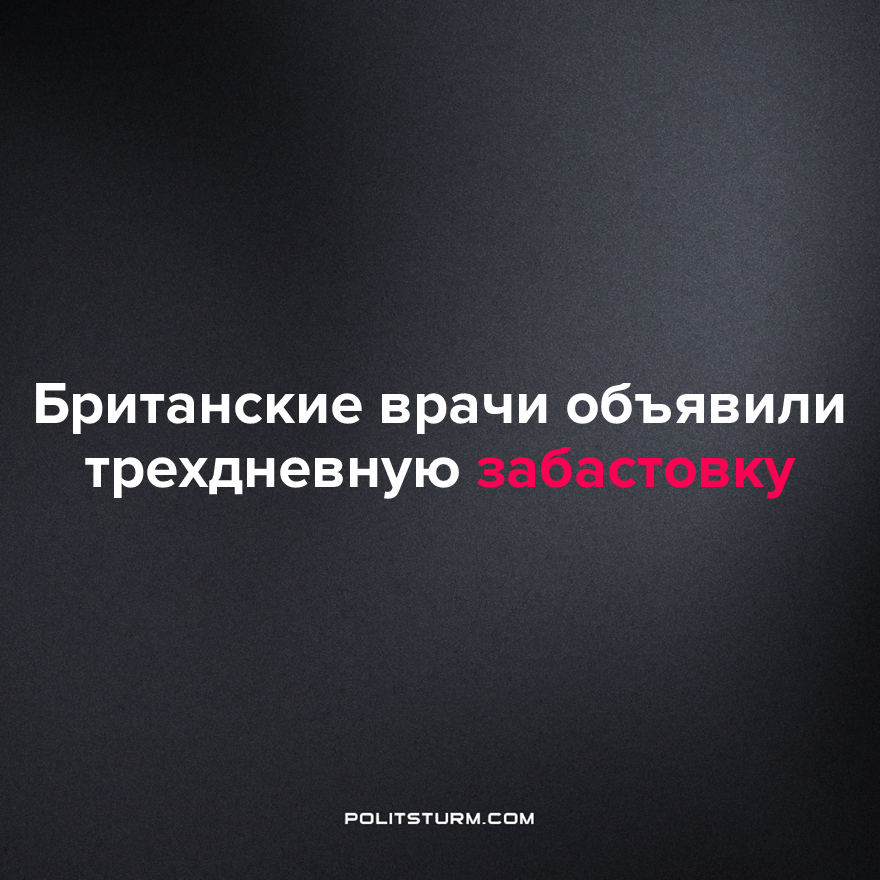 Британские врачи объявили
трехдневную забастовку
POLITSTURM.COM